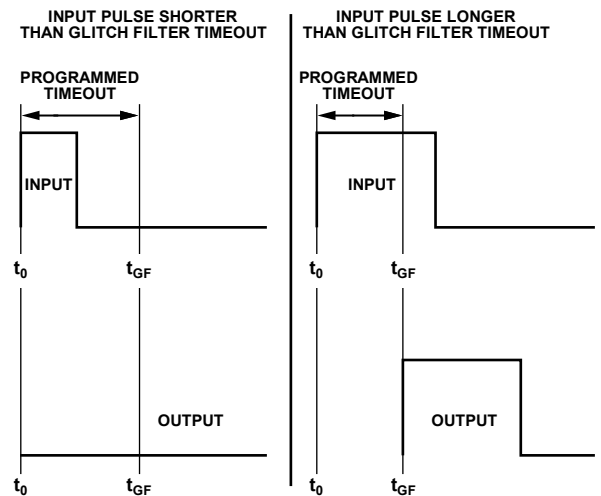 INPUT PULSE SHORTER
THAN GLITCH FILTER TIMEOUT
PROGRAMMED
TIMEOUT
INPUT
t0
tGF
OUTPUT
t0
tGF
INPUT PULSE LONGER
THAN GLITCH FILTER TIMEOUT
PROGRAMMED
TIMEOUT
INPUT
t0
tGF
OUTPUT
t0
tGF